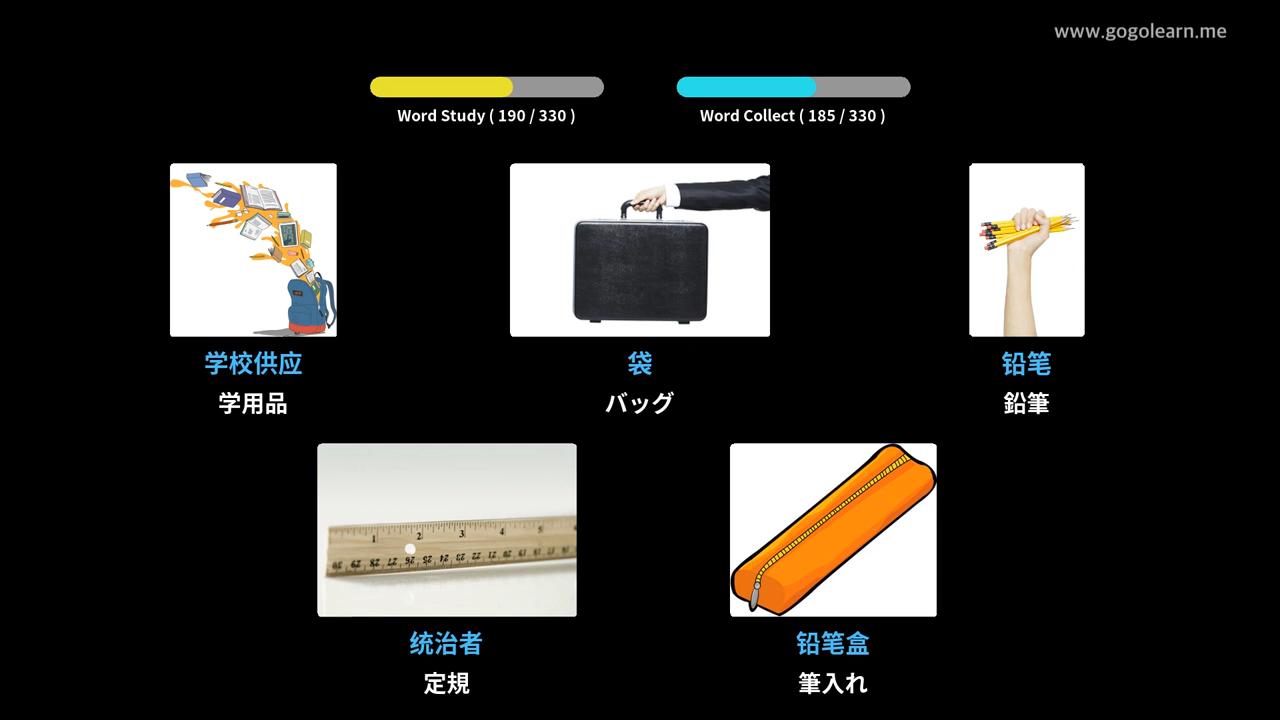 www.gogolearn.me
Word Study ( 190 / 330 )
Word Collect ( 185 / 330 )
学校供应
学用品
袋
バッグ
铅笔
鉛筆
统治者
定規
铅笔盒
筆入れ